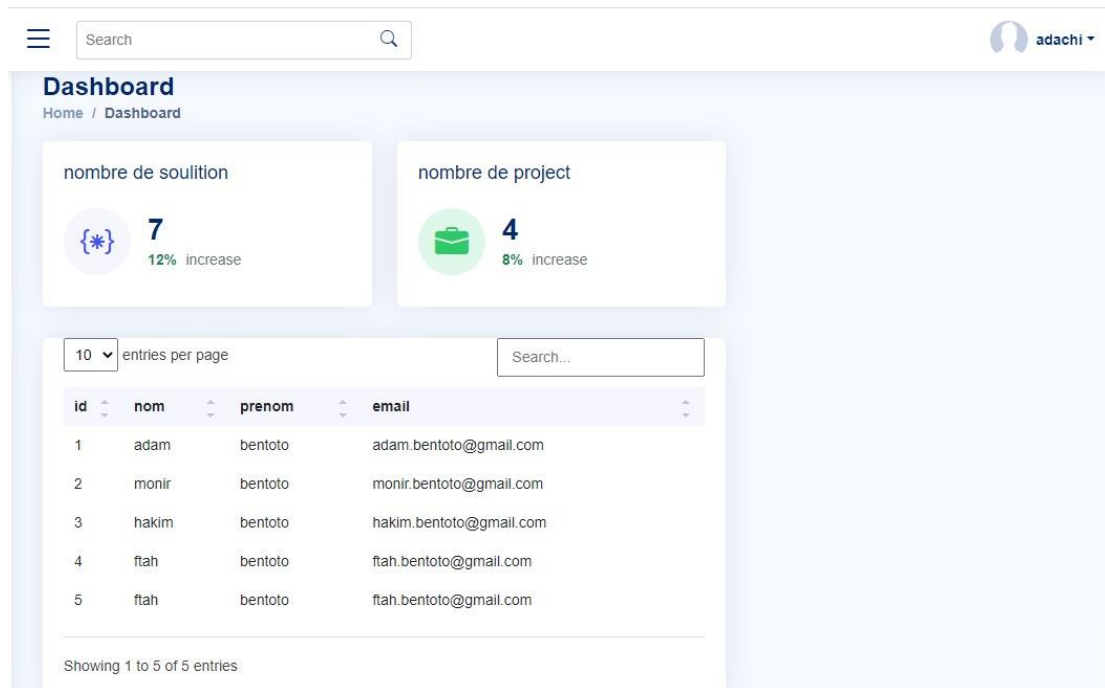 Search
adachi
Dashboard
Home / Dashboard
nombre de soulition
7
12% increase
nombre de project
4
8% increase
10 entries per page
Search...
id nom prenom email
1 adam bentoto adam.bentoto@gmail.com
2 monir bentoto monir.bentoto@gmail.com
3 hakim bentoto hakim.bentoto@gmail.com
4 ftah bentoto ftah.bentoto@gmail.com
5 ftah bentoto ftah.bentoto@gmail.com
Showing 1 to 5 of 5 entries